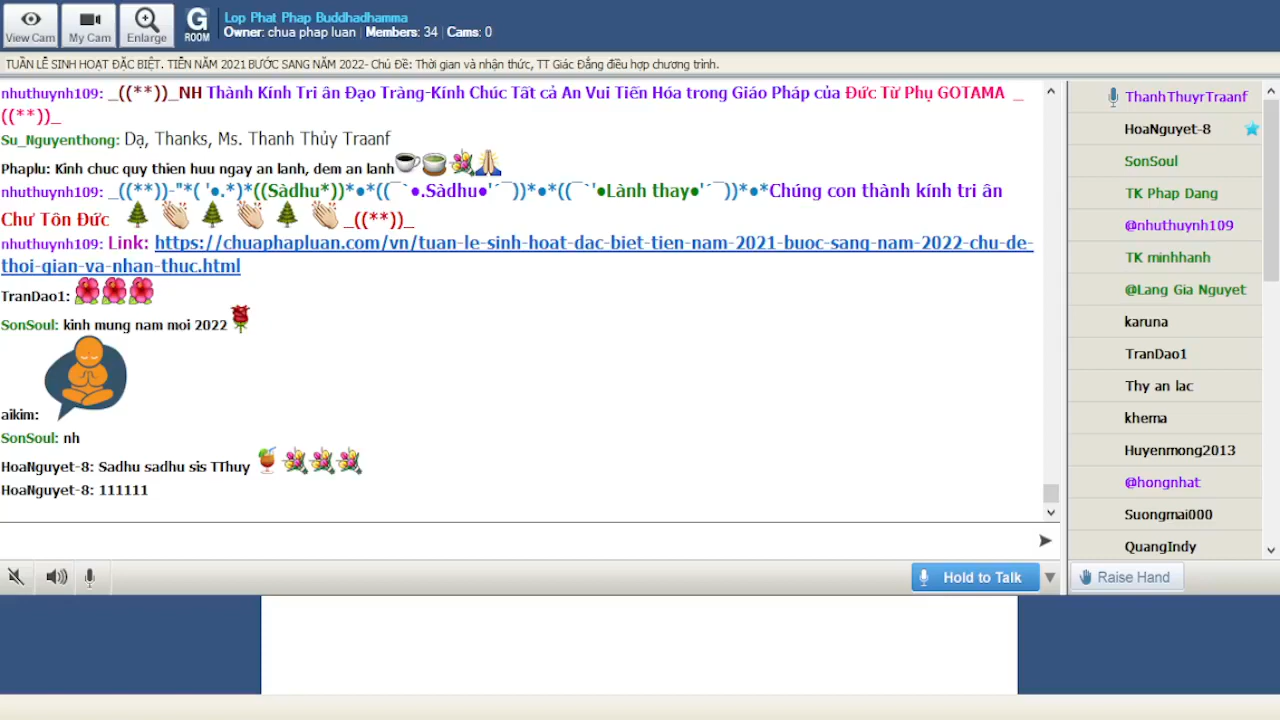 View Cam
My Cam
Enlarge
G ROOM
Lop Phat Phap Buddhadhamma
Owner: chua phap luan Members: 34 Cams: 0
TUẦN LỄ SINH HOẠT ĐẶC BIỆT. TIỄN NĂM 2021 BƯỚC SANG NĂM 2022- Chủ Đề: Thời gian và nhận thức, TT Giác Đẳng điều hợp chương trình.
nhuthuynh109: _((**))_NH Thành Kính Tri ân Đạo Tràng-Kính Chúc Tất cả An Vui Tiến Hóa trong Giáo Pháp của Đức Từ Phụ GOTAMA _
((**))_
Su_Nguyenthong: Dạ, Thanks, Ms. Thanh Thủy Traanf
Phaplu: Kinh chuc quy thien huu ngay an lanh, dem an lanh
nhuthuynh109: _((**))-"*( '●.*)*((Sàdhu*))*●*((¯`●.Sàdhu●'´¯))*●*((¯`'●Lành thay●'´¯))*●*Chúng con thành kính tri ân
Chư Tôn Đức _((**))_
nhuthuynh109: Link: https://chuaphapluan.com/vn/tuan-le-sinh-hoat-dac-biet-tien-nam-2021-buoc-sang-nam-2022-chu-de-
thoi-gian-va-nhan-thuc.html
TranDao1:
SonSoul: kinh mung nam moi 2022
aikim:
SonSoul: nh
HoaNguyet-8: Sadhu sadhu sis TThuy
HoaNguyet-8: 111111
Hold to Talk
ThanhThuyrTraanf
HoaNguyet-8
SonSoul
TK Phap Dang
@nhuthuynh109
TK minhhanh
@Lang Gia Nguyet
karuna
TranDao1
Thy an lac
khema
Huyenmong2013
@hongnhat
Suongmai000
QuangIndy
Raise Hand